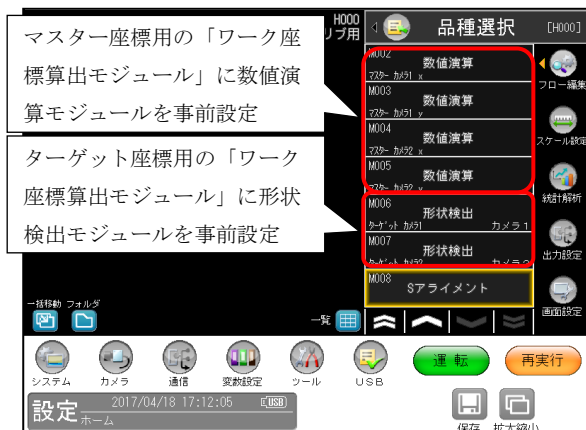 マスター座標用の「ワーク座
標算出モジュール」に数値演
算モジュールを事前設定
ターゲット座標用の「ワーク
座標算出モジュール」に形状
検出モジュールを事前設定
H000
リブ用
品種選択
[H000]
M002
数値演算
ﾏｽﾀｰ ｶﾒﾗ1 x
M003
数値演算
ﾏｽﾀｰ ｶﾒﾗ1 y
M004
数値演算
ﾏｽﾀｰ ｶﾒﾗ2 x
M005
数値演算
ﾏｽﾀｰ ｶﾒﾗ2 y
M006
形状検出
ﾀｰｹﾞｯﾄ ｶﾒﾗ1 カメラ1
M007
形状検出
ﾀｰｹﾞｯﾄ ｶﾒﾗ2 カメラ2
M008
Sアライメント
フロー編集
スケール設定
統計解析
出力設定
画面設定
一括移動 フォルダ
一覧
システム
カメラ
通信
変数設定
ツール
USB
運 転
再実行
設定
2017/04/18 17:12:05
USB
ホーム
保存
拡大縮小